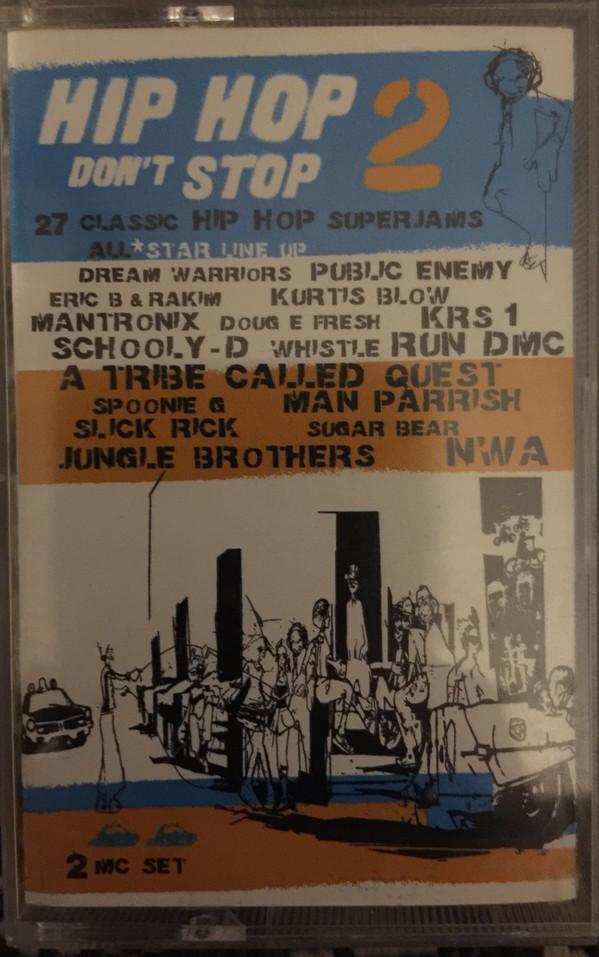 HIP HOP 2
DON'T STOP
27 CLASSIC HIP HOP SUPERJAMS
ALL*STAR LINE UP
DREAM WARRIORS PUBLIC ENEMY
ERIC B & RAKIM KURTIS BLOW
MANTRONIX DOUG E FRESH KRS 1
SCHOOLY-D WHISTLE RUN DMC
A TRIBE CALLED QUEST
SPOONIE G MAN PARRISH
SLICK RICK SUGAR BEAR
JUNGLE BROTHERS NWA
2 MC SET